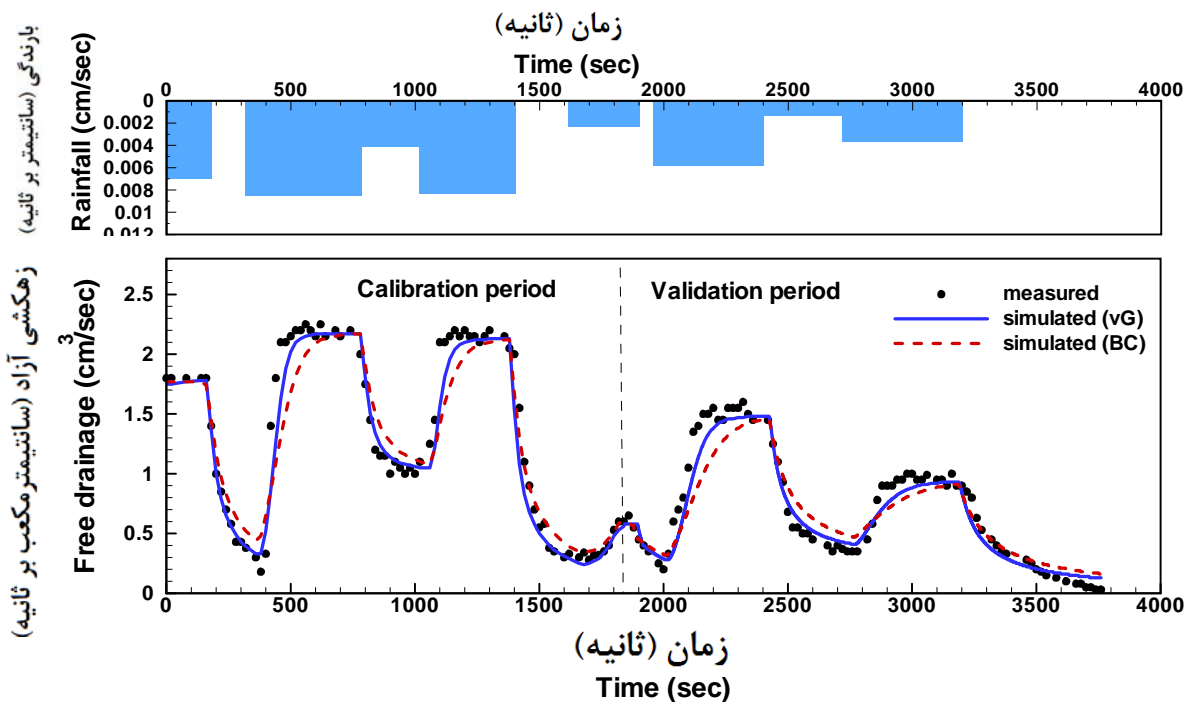 زمان (ثانیه)
Time (sec)
0 500 1000 1500 2000 2500 3000 3500 4000
بارندگی (سانتیمتر بر ثانیه)
Rainfall (cm/sec)
0
0.002
0.004
0.006
0.008
0.01
0.012
زهکشی آزاد (سانتیمترمکعب بر ثانیه)
Free drainage (cm3/sec)
2.5
2
1.5
1
0.5
0
Calibration period
Validation period
measured
simulated (vG)
simulated (BC)
0 500 1000 1500 2000 2500 3000 3500 4000
زمان (ثانیه)
Time (sec)